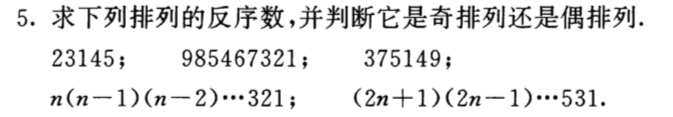 5. 求下列排列的反序数,并判断它是奇排列还是偶排列.
23145; 985467321; 375149;
n(n－1)(n－2)⋯321; (2n+1)(2n－1)⋯531.